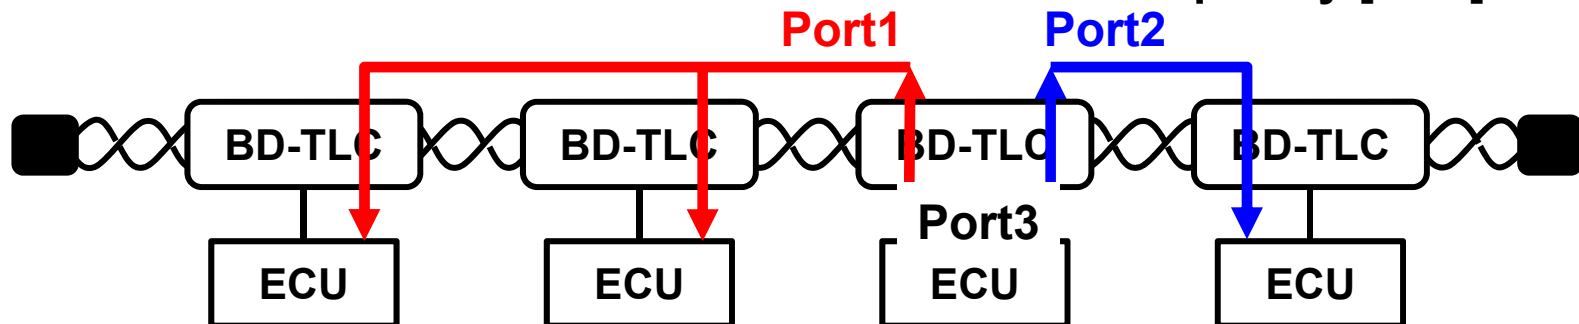 Port1 Port2
BD-TLC BD-TLC BD-TLC BD-TLC
Port3
ECU ECU ECU ECU